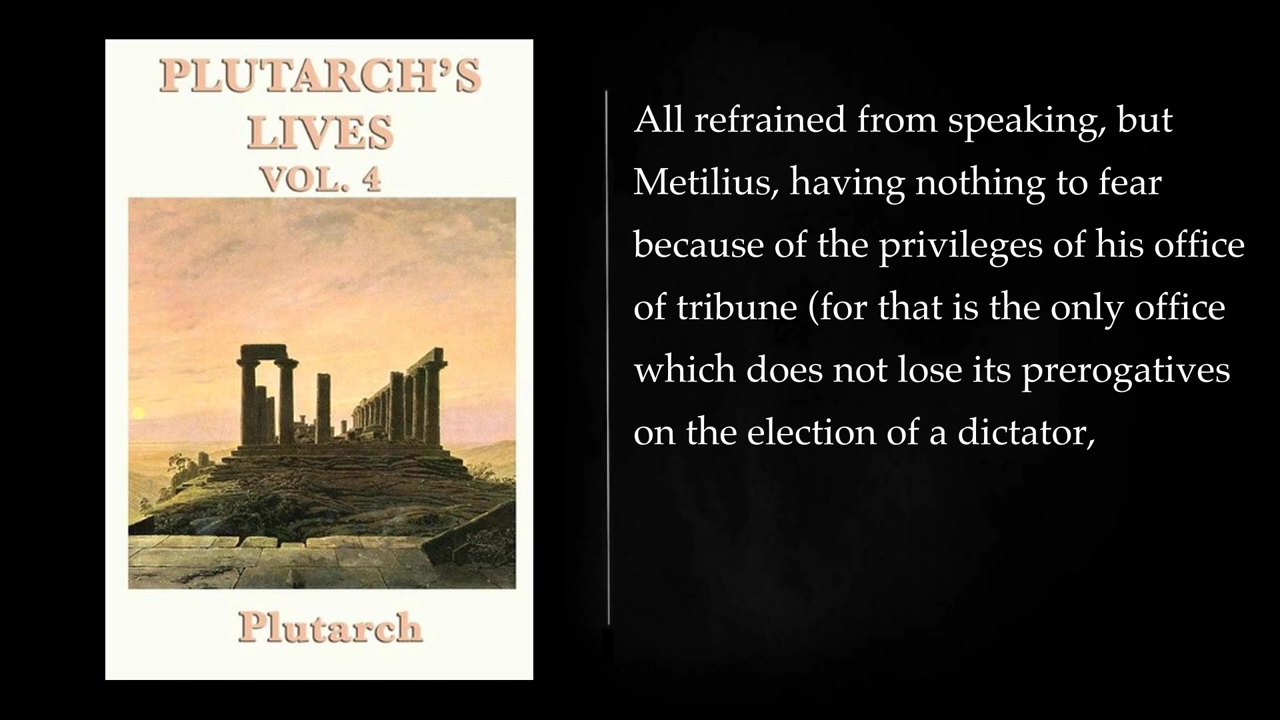 PLUTARCH'S
LIVES
VOL. 4
Plutarch
All refrained from speaking, but
Metilius, having nothing to fear
because of the privileges of his office
of tribune (for that is the only office
which does not lose its prerogatives
on the election of a dictator,